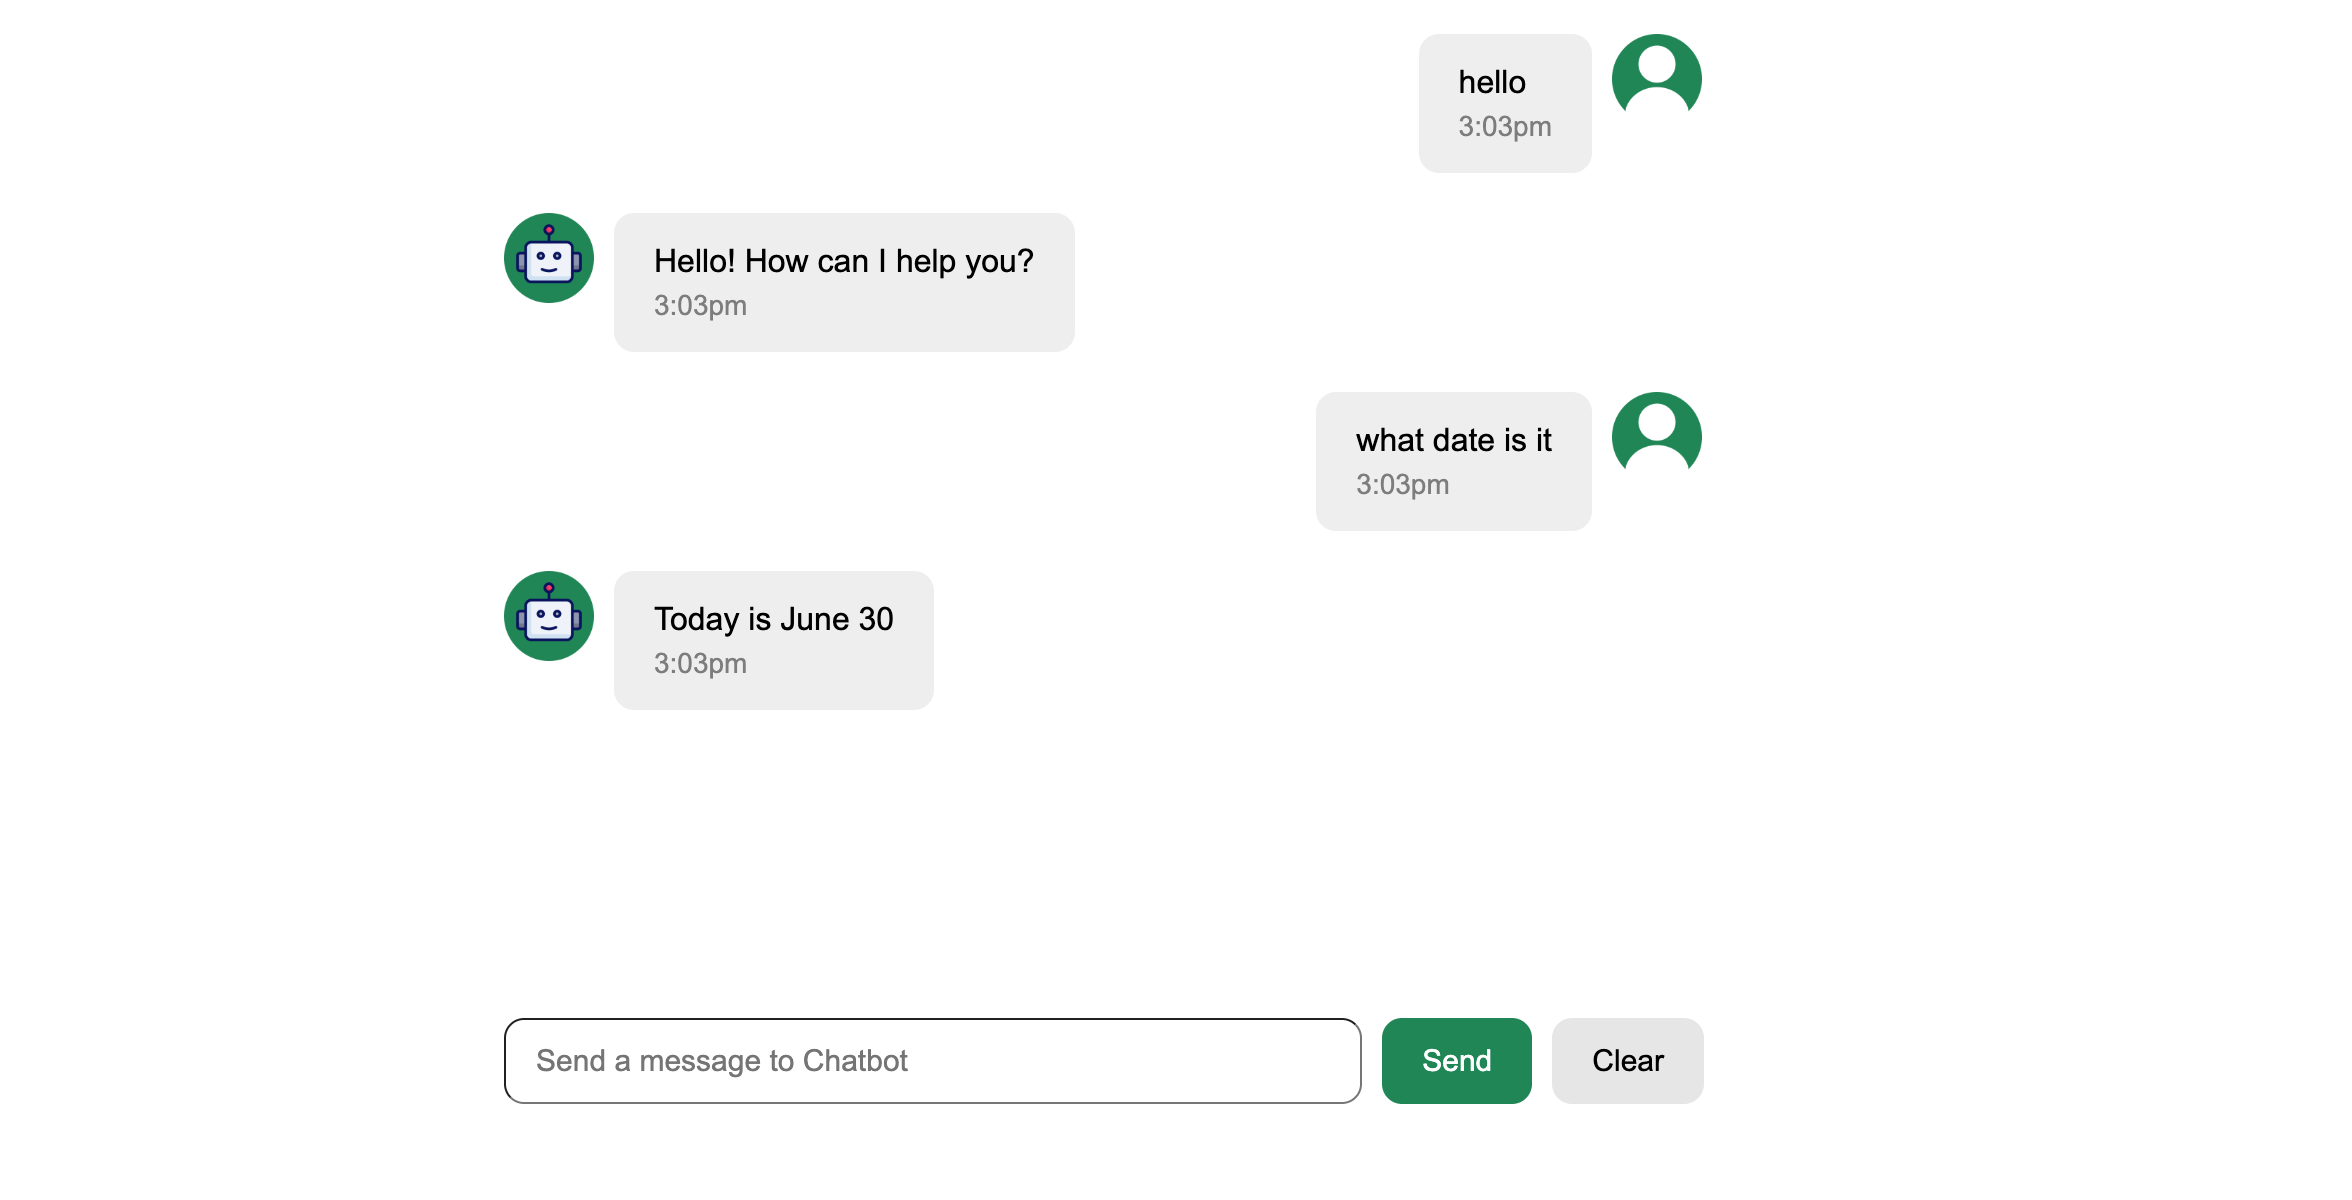 hello
3:03pm
Hello! How can I help you?
3:03pm
what date is it
3:03pm
Today is June 30
3:03pm
Send a message to Chatbot
Send
Clear